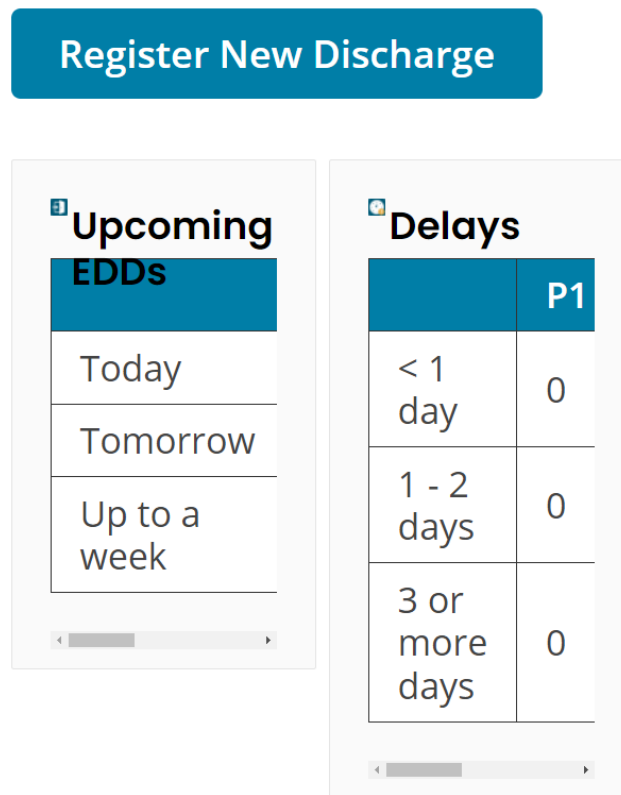 Register New Discharge
Upcoming
EDDs
Today
Tomorrow
Up to a
week
Delays
P1
< 1
day
0
1 - 2
days
0
3 or
more
days
0